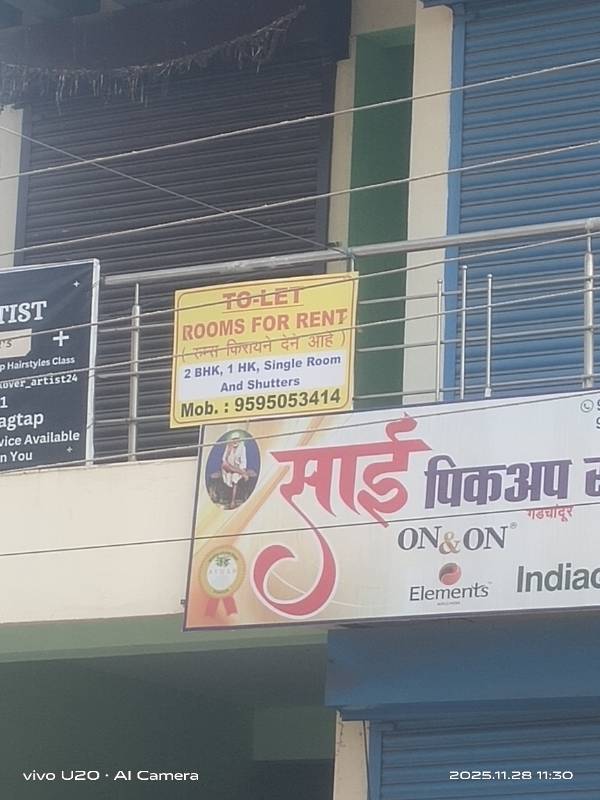 TIST
p Hairstyles Class
kover_artist24
1
agtap
vice Available
n You
TO-LET
ROOMS FOR RENT
( रुम्स किरायने देने आहे )
2 BHK, 1 HK, Single Room
And Shutters
Mob. : 9595053414
साई पिकअप
गडचांदूर
ON&ON®
Elements
Indiac
vivo U20 · AI Camera
2025.11.28 11:30